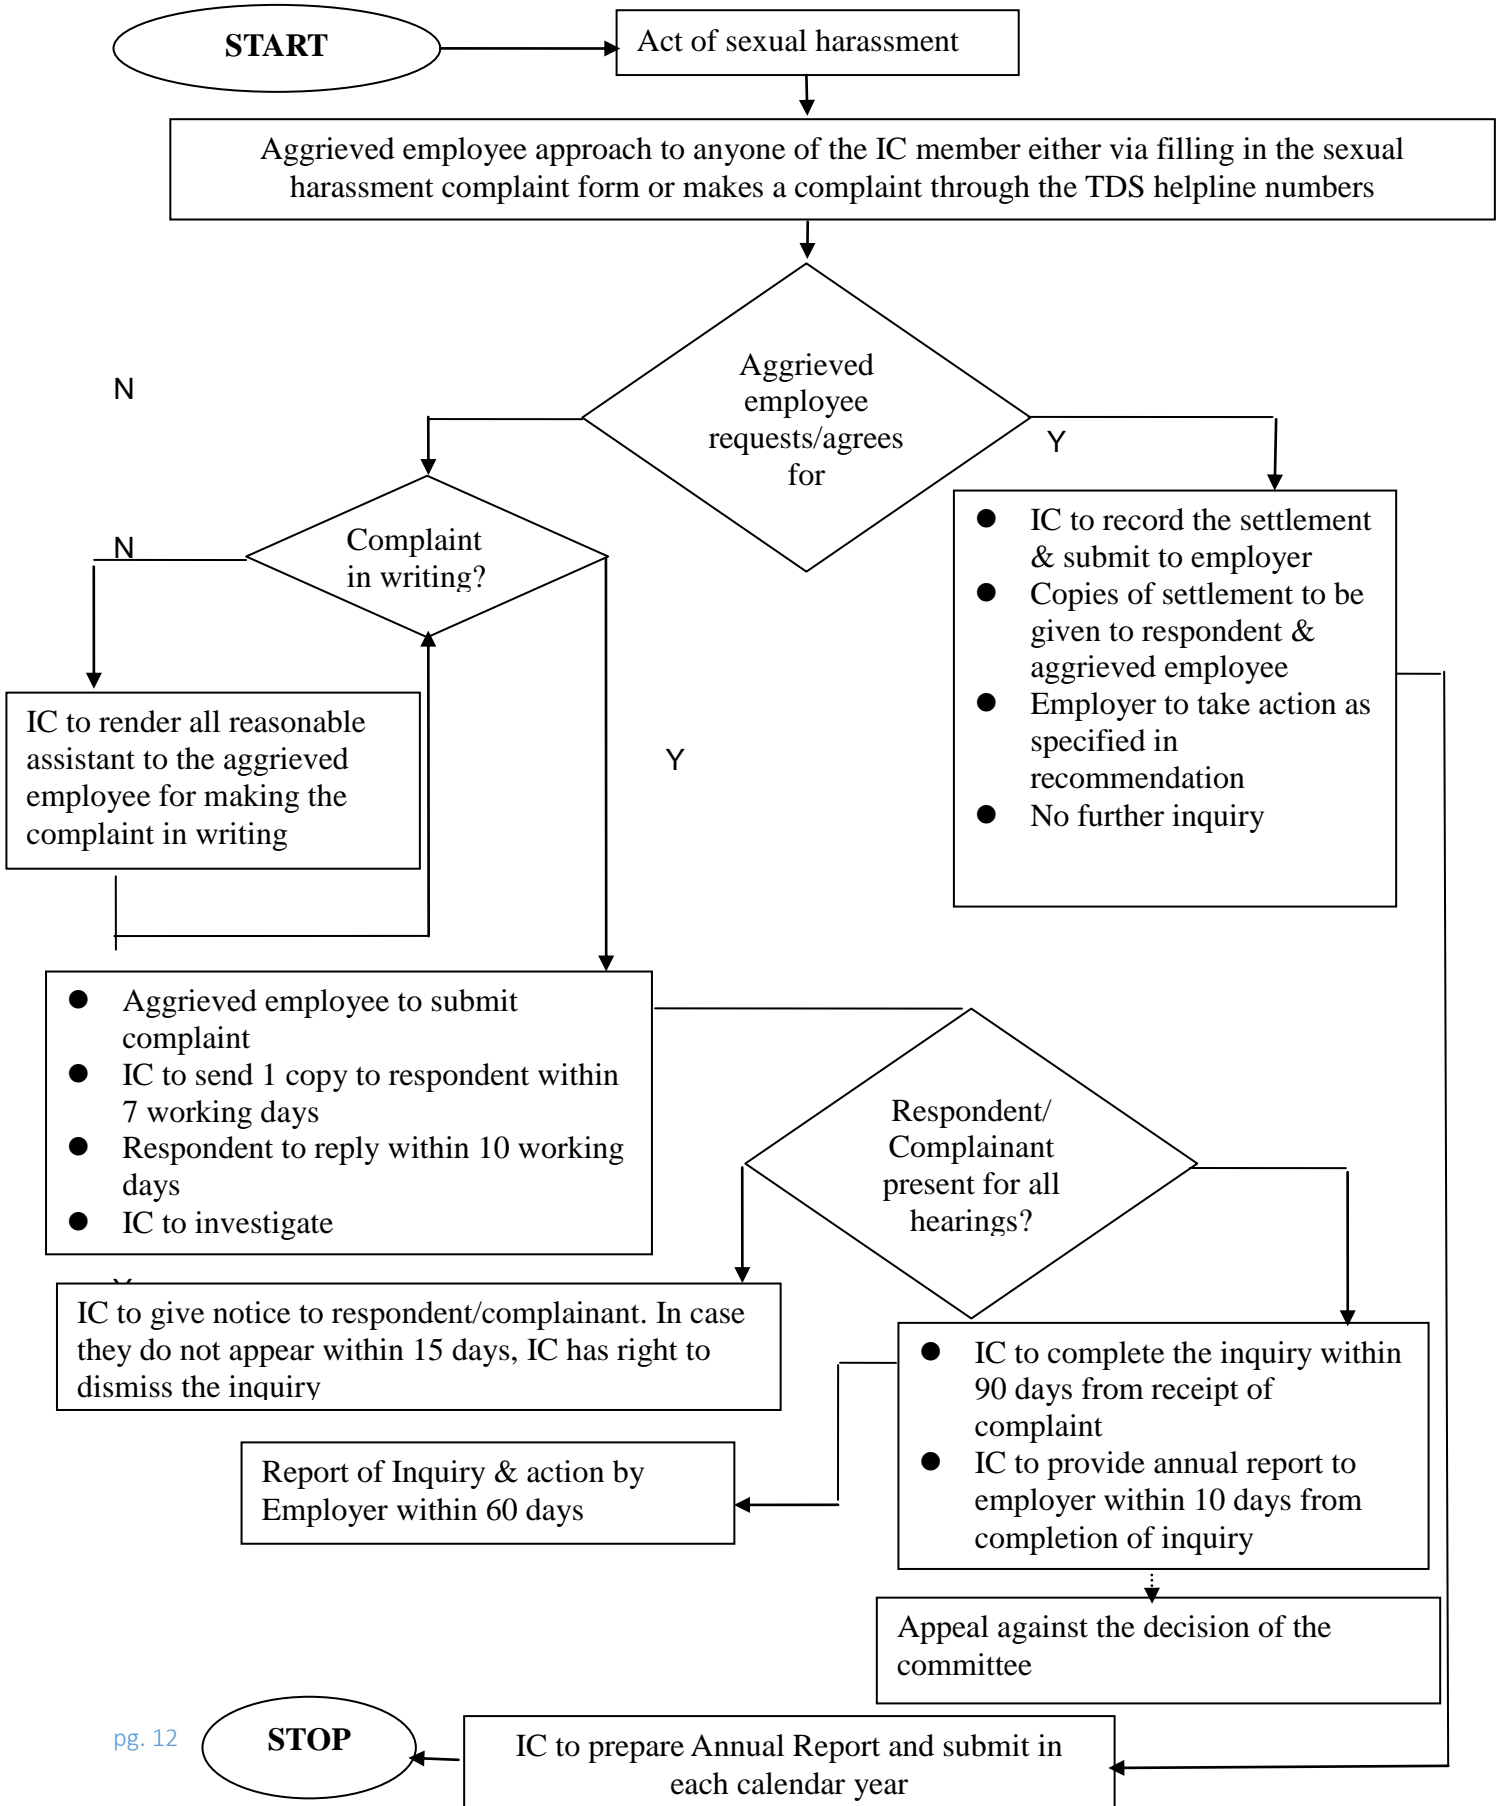 START
Act of sexual harassment
Aggrieved employee approach to anyone of the IC member either via filling in the sexual
harassment complaint form or makes a complaint through the TDS helpline numbers
Aggrieved
employee
requests/agrees
for
N
Y
Complaint
in writing?
N
● IC to record the settlement
& submit to employer
● Copies of settlement to be
given to respondent &
aggrieved employee
● Employer to take action as
specified in
recommendation
● No further inquiry
IC to render all reasonable
assistant to the aggrieved
employee for making the
complaint in writing
Y
● Aggrieved employee to submit
complaint
● IC to send 1 copy to respondent within
7 working days
● Respondent to reply within 10 working
days
● IC to investigate
Respondent/
Complainant
present for all
hearings?
IC to give notice to respondent/complainant. In case
they do not appear within 15 days, IC has right to
dismiss the inquiry
● IC to complete the inquiry within
90 days from receipt of
complaint
● IC to provide annual report to
employer within 10 days from
completion of inquiry
Report of Inquiry & action by
Employer within 60 days
Appeal against the decision of the
committee
pg. 12
STOP
IC to prepare Annual Report and submit in
each calendar year